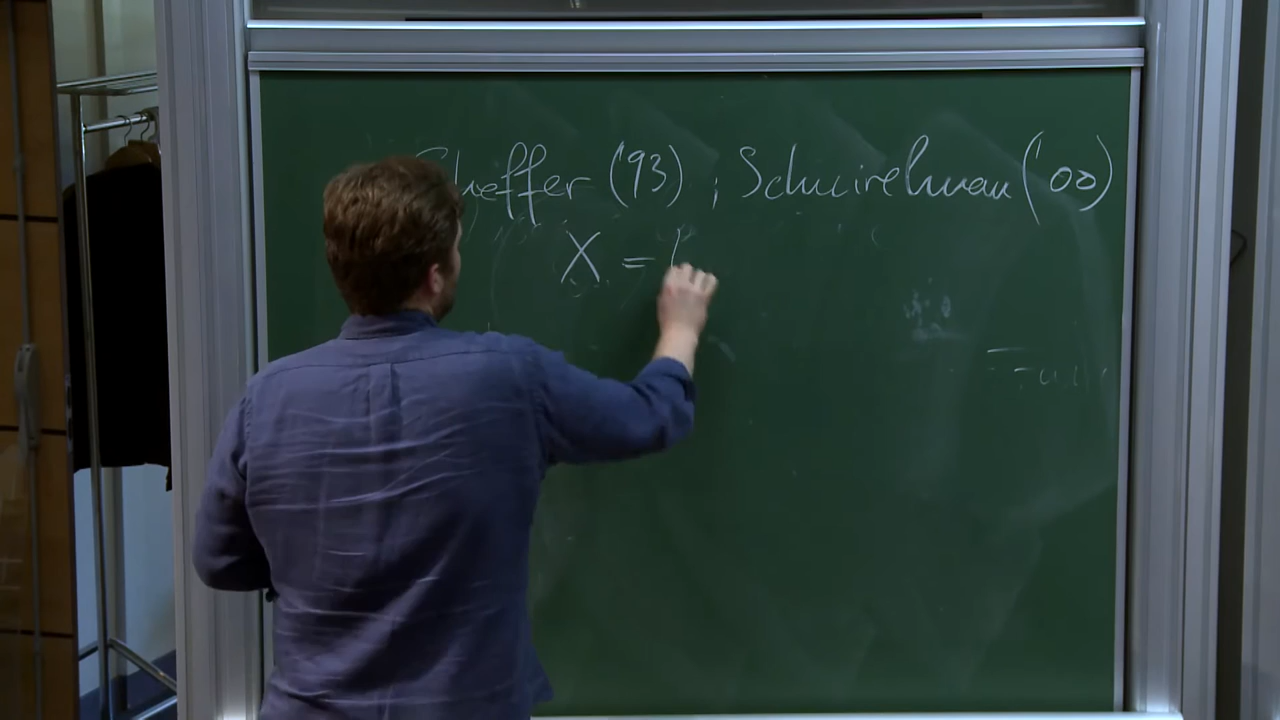 Scheffer ('93) ; Schnirelman ('00)
X =